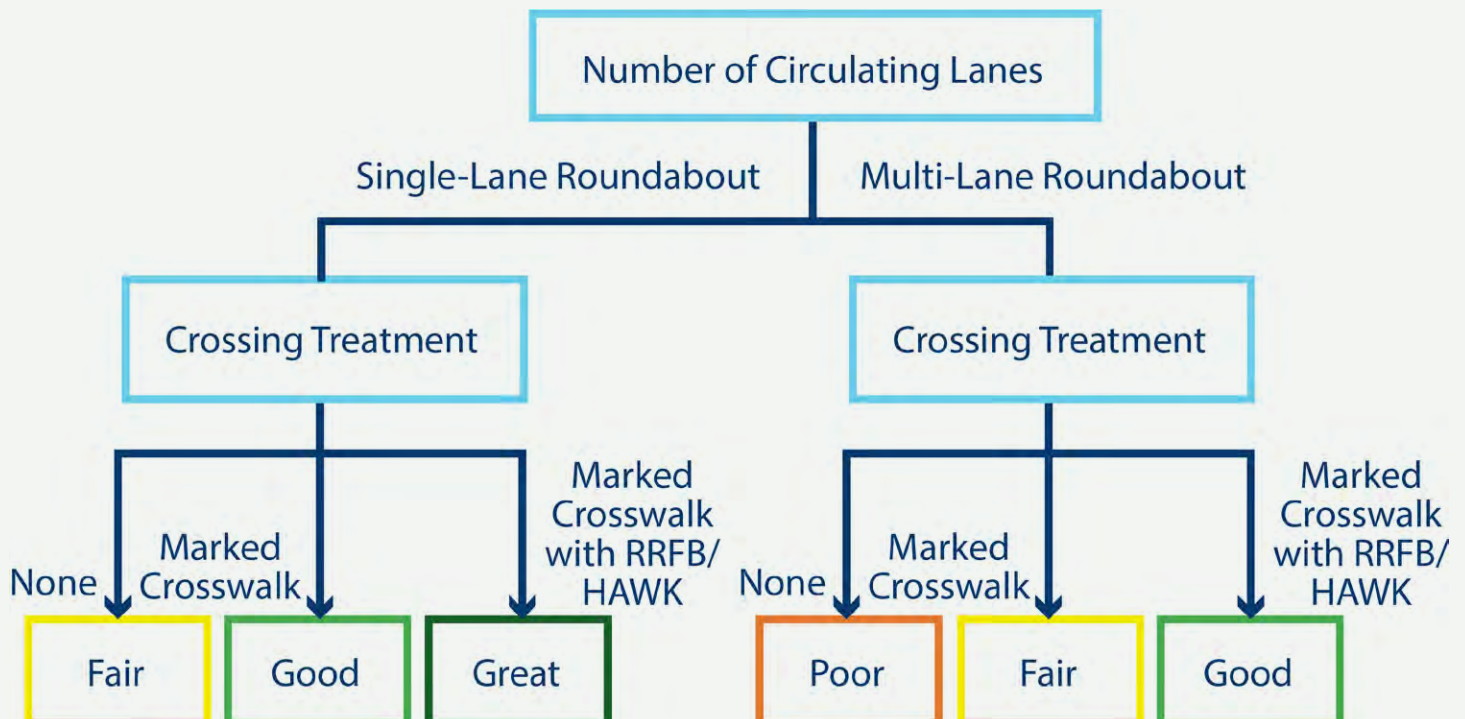 Number of Circulating Lanes
Single-Lane Roundabout
Multi-Lane Roundabout
Crossing Treatment
Crossing Treatment
None
Marked
Crosswalk
Marked
Crosswalk
with RRFB/
HAWK
None
Marked
Crosswalk
Marked
Crosswalk
with RRFB/
HAWK
Fair
Good
Great
Poor
Fair
Good